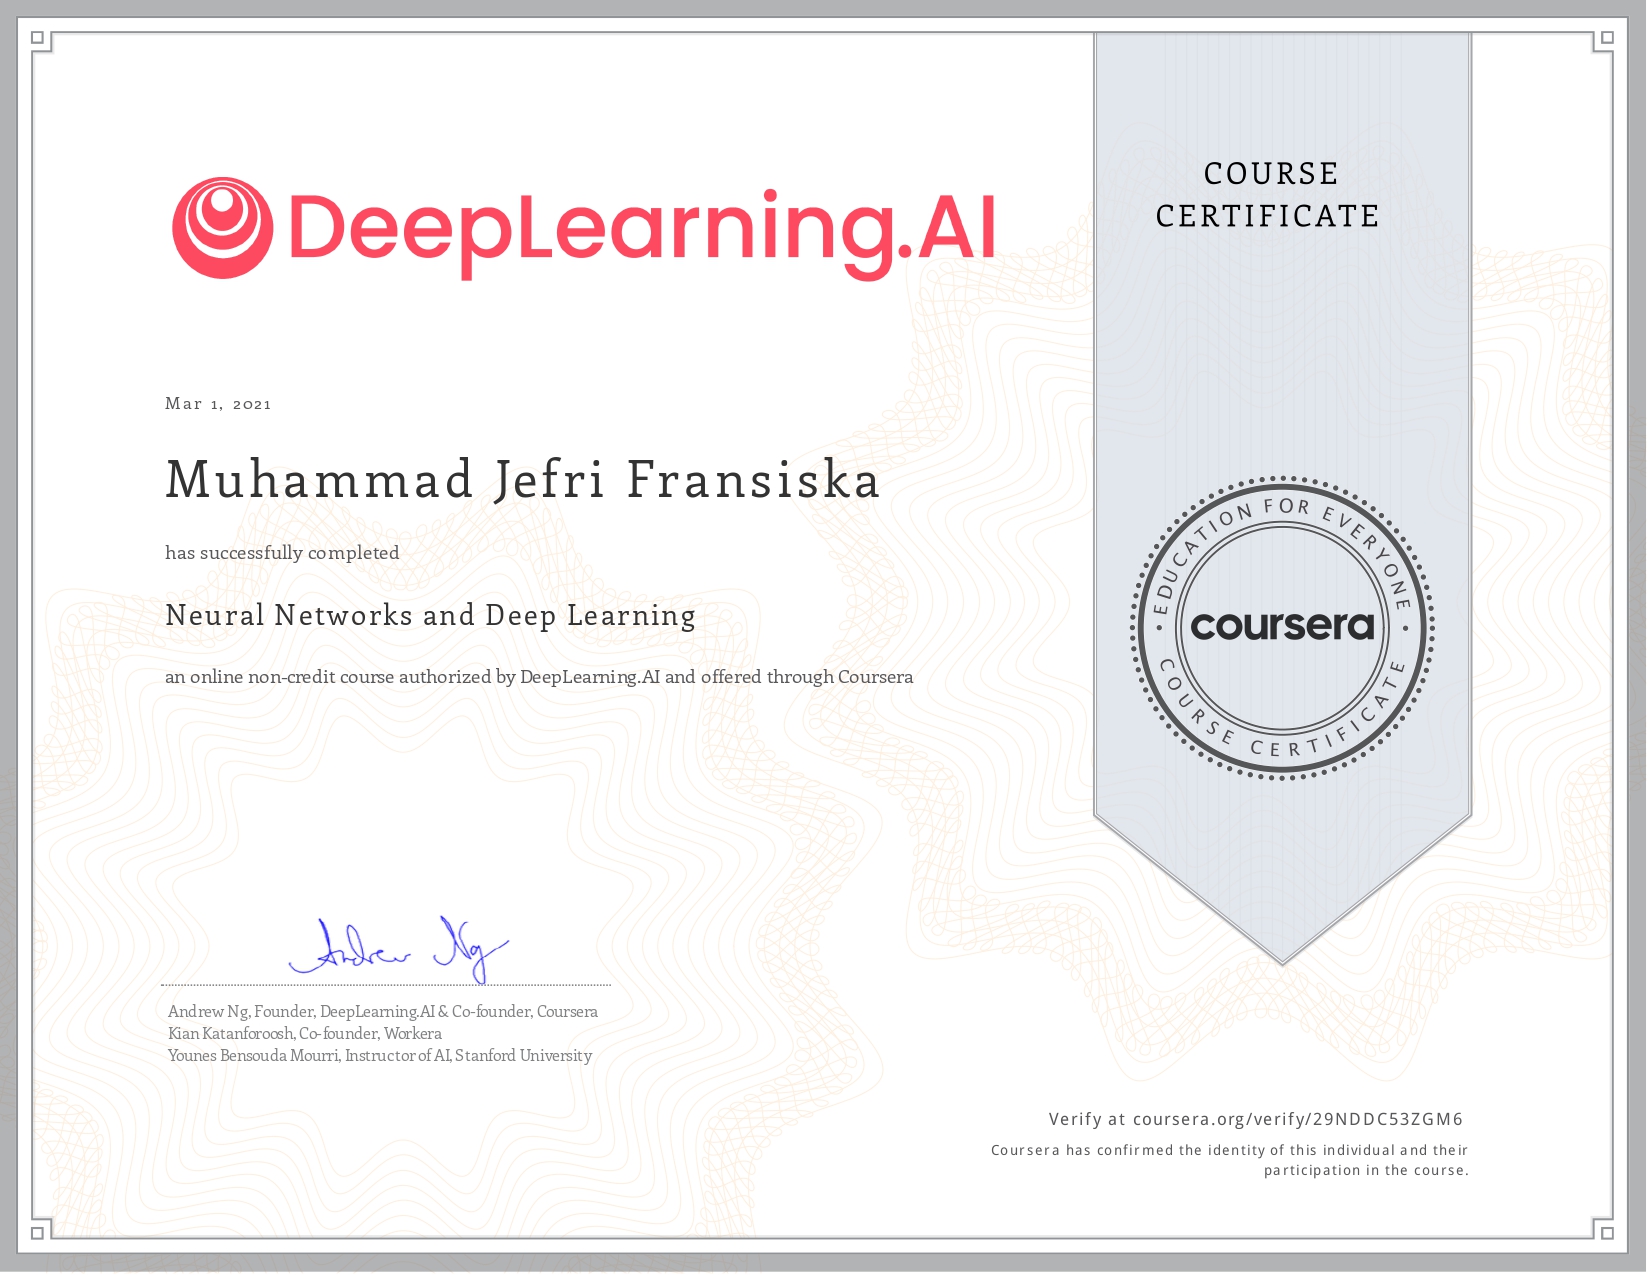 DeepLearning.AI
COURSE
CERTIFICATE
Mar 1, 2021
Muhammad Jefri Fransiska
has successfully completed
Neural Networks and Deep Learning
an online non-credit course authorized by DeepLearning.AI and offered through Coursera
EDUCATION FOR EVERYONE
coursera
COURSE CERTIFICATE
Andrew Ng
Andrew Ng, Founder, DeepLearning.AI & Co-founder, Coursera
Kian Katanforoosh, Co-founder, Workera
Younes Bensouda Mourri, Instructor of AI, Stanford University
Verify at coursera.org/verify/29NDDC53ZGM6
Coursera has confirmed the identity of this individual and their
participation in the course.